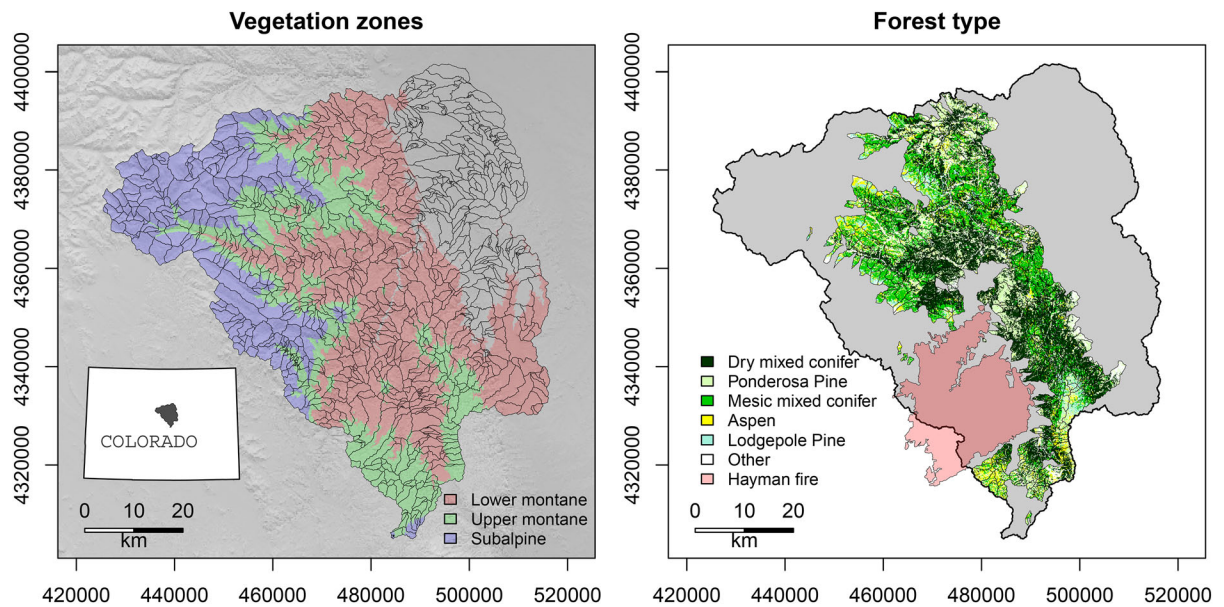 Vegetation zones
4400000
4380000
4360000
4340000
4320000
COLORADO
0 10 20
km
Lower montane
Upper montane
Subalpine
420000 440000 460000 480000 500000 520000
Forest type
4400000
4380000
4360000
4340000
4320000
Dry mixed conifer
Ponderosa Pine
Mesic mixed conifer
Aspen
Lodgepole Pine
Other
Hayman fire
0 10 20
km
420000 440000 460000 480000 500000 520000